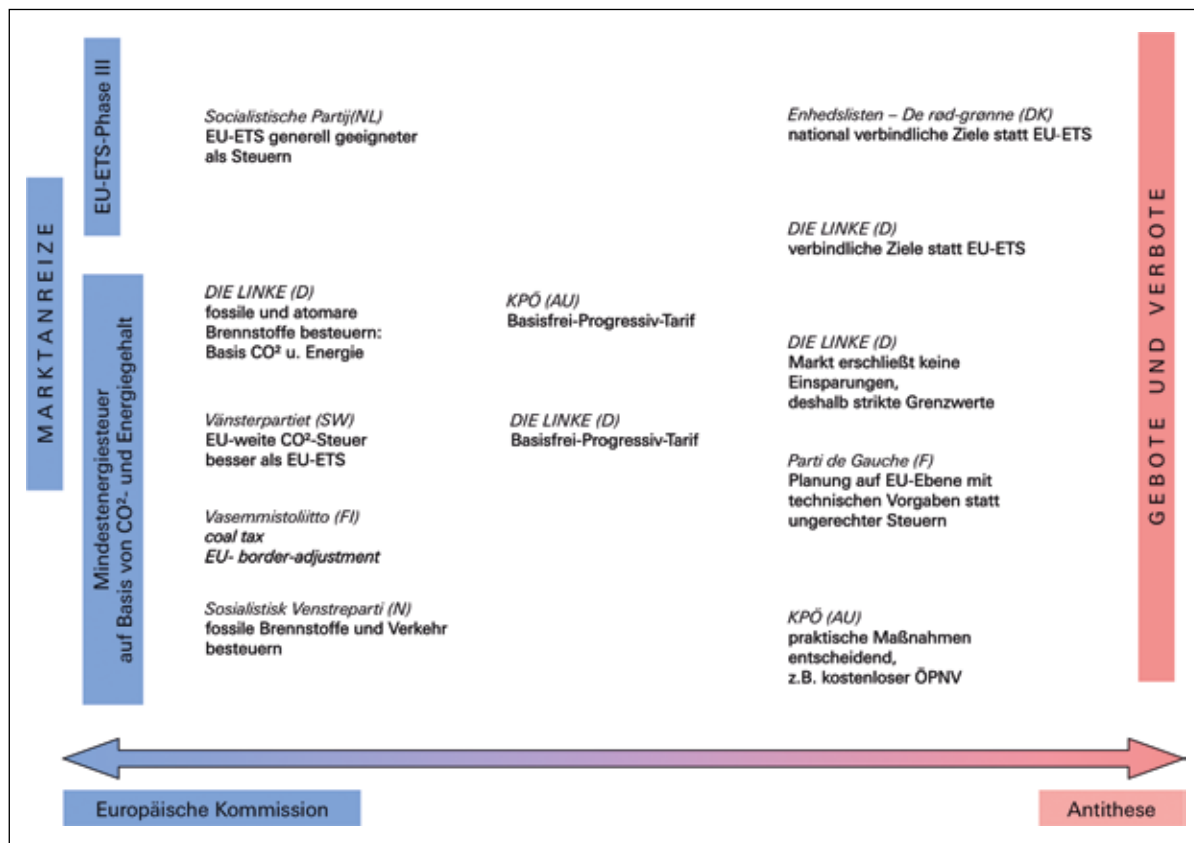 MARKTANREIZE
EU-ETS-Phase III
Mindestenergiesteuer
auf Basis von CO²- und Energiegehalt
Socialistische Partij(NL)
EU-ETS generell geeigneter
als Steuern
DIE LINKE (D)
fossile und atomare
Brennstoffe besteuern:
Basis CO² u. Energie
Vänsterpartiet (SW)
EU-weite CO²-Steuer
besser als EU-ETS
Vasemmistoliitto (FI)
coal tax
EU- border-adjustment
Sosialistisk Venstreparti (N)
fossile Brennstoffe und Verkehr
besteuern
KPÖ (AU)
Basisfrei-Progressiv-Tarif
DIE LINKE (D)
Basisfrei-Progressiv-Tarif
Enhedslisten – De rød-grønne (DK)
national verbindliche Ziele statt EU-ETS
DIE LINKE (D)
verbindliche Ziele statt EU-ETS
DIE LINKE (D)
Markt erschließt keine
Einsparungen,
deshalb strikte Grenzwerte
Parti de Gauche (F)
Planung auf EU-Ebene mit
technischen Vorgaben statt
ungerechter Steuern
KPÖ (AU)
praktische Maßnahmen
entscheidend,
z.B. kostenloser ÖPNV
GEBOTE UND VERBOTE
Europäische Kommission
Antithese